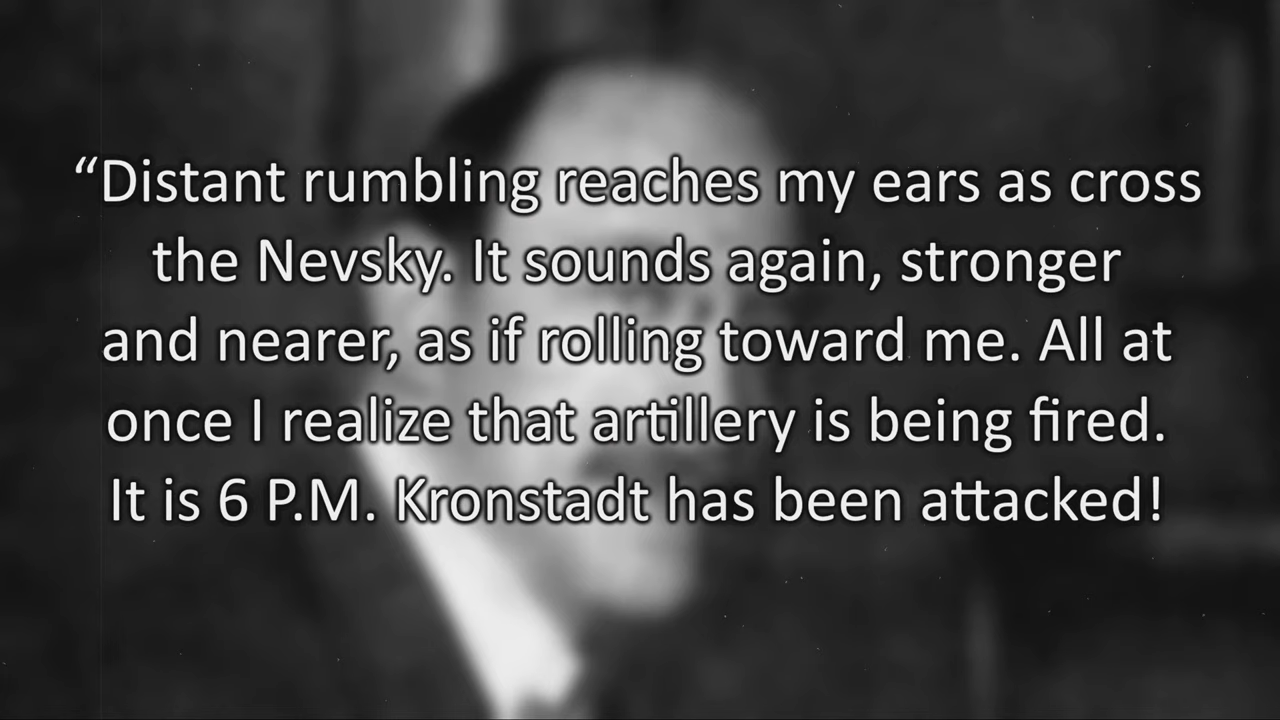 “Distant rumbling reaches my ears as cross
the Nevsky. It sounds again, stronger
and nearer, as if rolling toward me. All at
once I realize that artillery is being fired.
It is 6 P.M. Kronstadt has been attacked!